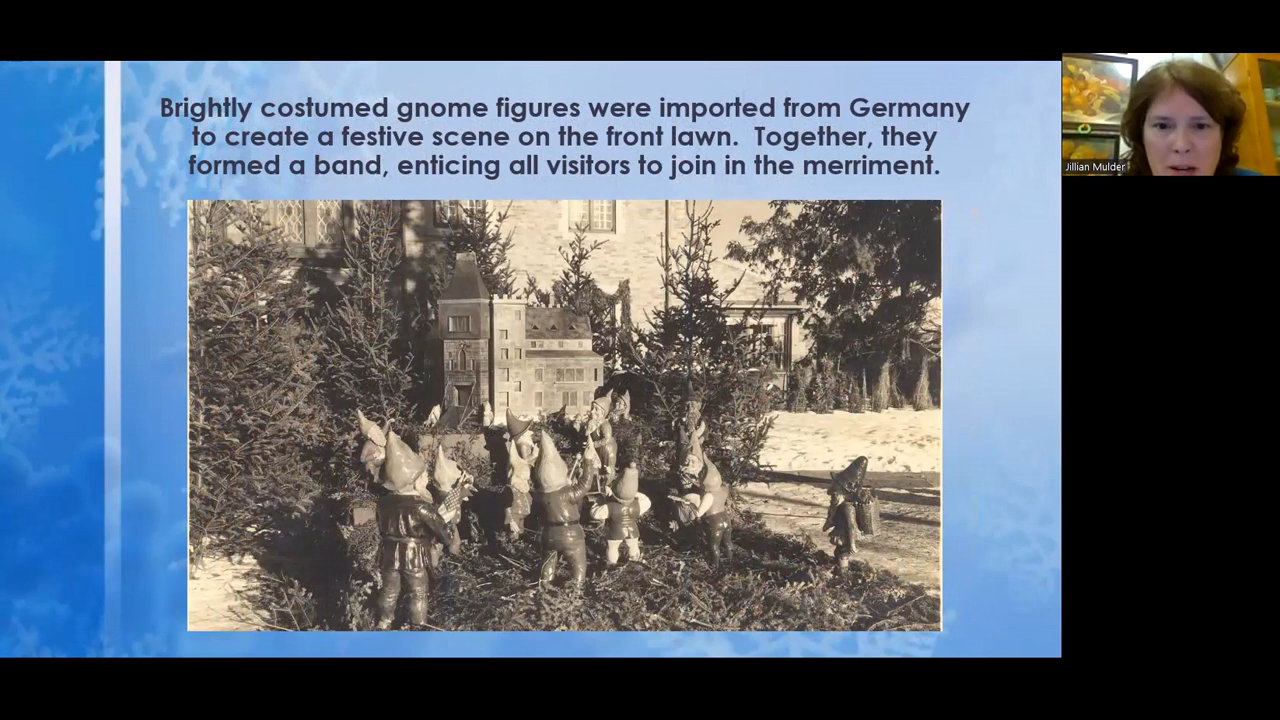 Brightly costumed gnome figures were imported from Germany
to create a festive scene on the front lawn.  Together, they
formed a band, enticing all visitors to join in the merriment.
Jillian Mulder